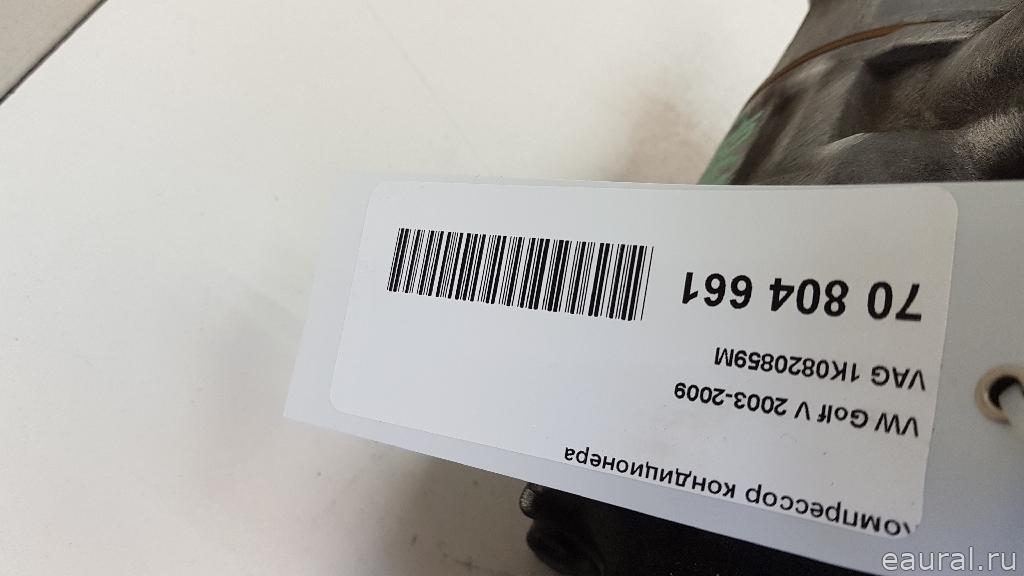 Компрессор кондиционера
VW Golf V 2003-2009
VAG 1K0820859M
70 804 661
eaural.ru